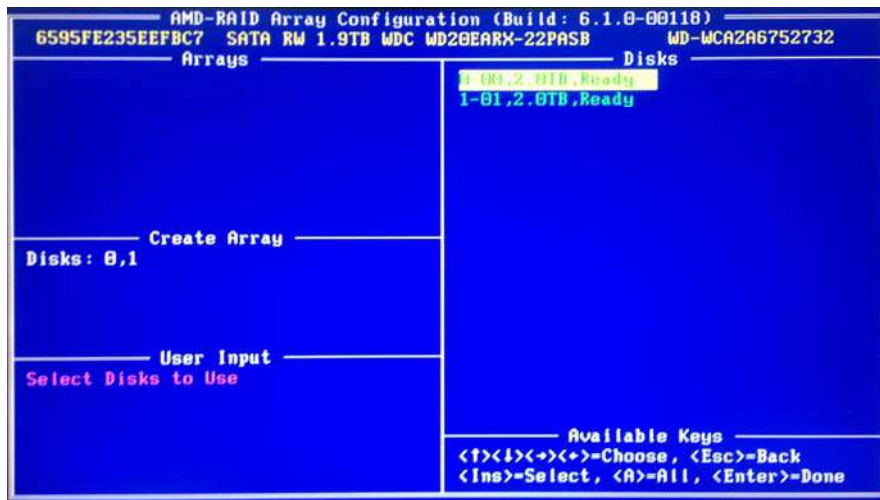 AMD-RAID Array Configuration (Build: 6.1.0-00118)
6595FE235EEFBC7 SATA RW 1.9TB WDC WD20EARX-22PASB WD-WCAZA6752732
Arrays
Disks
0-00,2.0TB,Ready
1-01,2.0TB,Ready
Create Array
Disks: 0,1
User Input
Select Disks to Use
Available Keys
<↑><↓><→><←>=Choose, <Esc>=Back
<Ins>=Select, <A>=All, <Enter>=Done